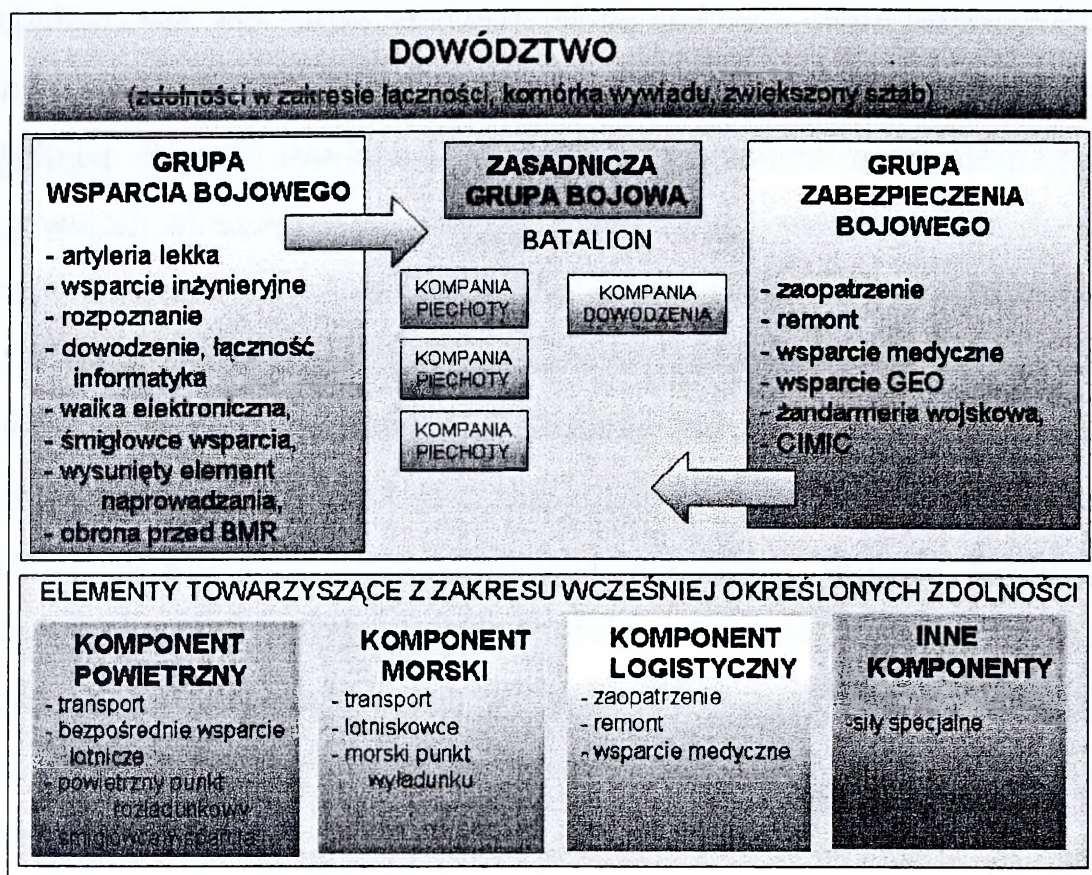 DOWÓDZTWO
(zdolności w zakresie łączności, komórka wywiadu, zwiększony sztab)
GRUPA
WSPARCIA BOJOWEGO
- artyleria lekka
- wsparcie inżynieryjne
- rozpoznanie
- dowodzenie, łączność
informatyka
- walka elektroniczna,
- śmigłowce wsparcia,
- wysunięty element
naprowadzania,
- obrona przed BMR
ZASADNICZA
GRUPA BOJOWA
BATALION
KOMPANIA
PIECHOTY
KOMPANIA
DOWODZENIA
KOMPANIA
PIECHOTY
KOMPANIA
PIECHOTY
GRUPA
ZABEZPIECZENIA
BOJOWEGO
- zaopatrzenie
- remont
- wsparcie medyczne
- wsparcie GEO
- żandarmeria wojskowa,
- CIMIC
ELEMENTY TOWARZYSZĄCE Z ZAKRESU WCZEŚNIEJ OKREŚLONYCH ZDOLNOŚCI
KOMPONENT
POWIETRZNY
- transport
- bezpośrednie wsparcie
lotnicze
- powietrzny punkt
rozładunkowy
- śmigłowce wsparcia
KOMPONENT
MORSKI
- transport
- lotniskowce
- morski punkt
wyładunku
KOMPONENT
LOGISTYCZNY
- zaopatrzenie
- remont
- wsparcie medyczne
INNE
KOMPONENTY
-siły specjalne